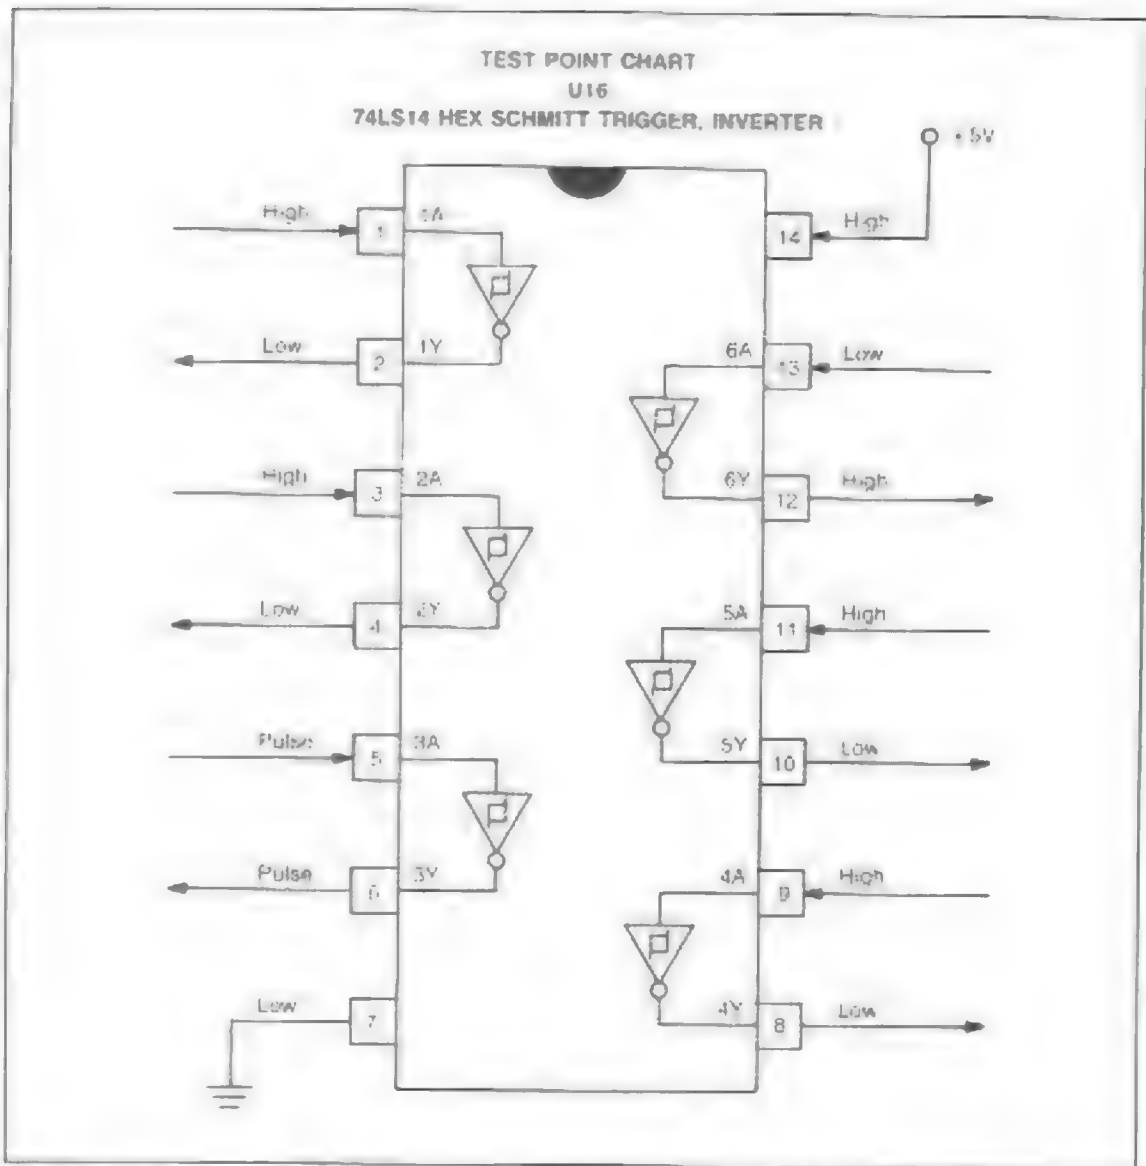 TEST POINT CHART
U16
74LS14 HEX SCHMITT TRIGGER, INVERTER
+5V
High 1 1A
14 High
Low 2 1Y
6A 13 Low
High 3 2A
6Y 12 High
Low 4 2Y
5A 11 High
Pulse 5 3A
5Y 10 Low
Pulse 6 3Y
4A 9 High
Low 7
4Y 8 Low